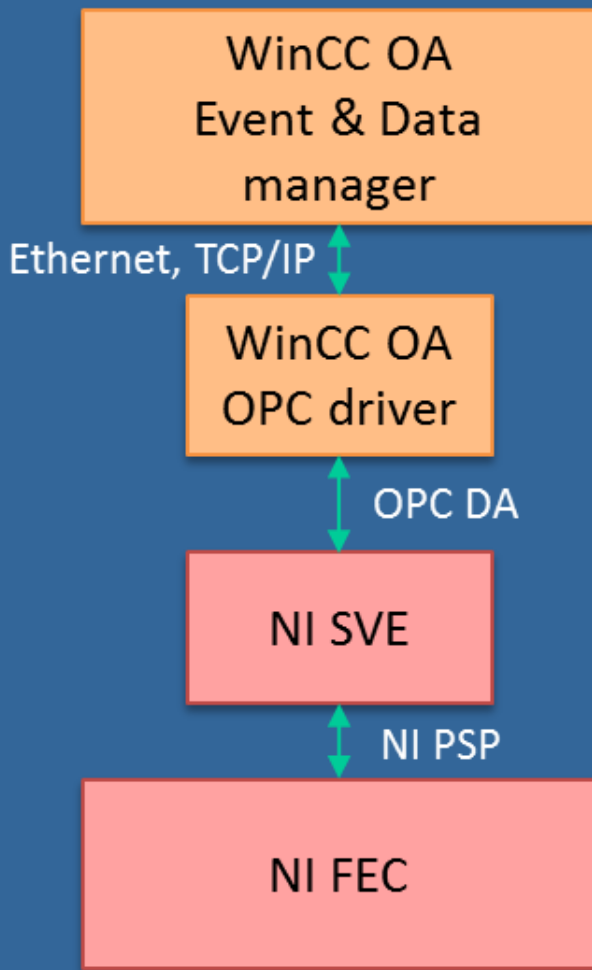 WinCC OA
Event & Data
manager
Ethernet, TCP/IP
WinCC OA
OPC driver
OPC DA
NI SVE
NI PSP
NI FEC